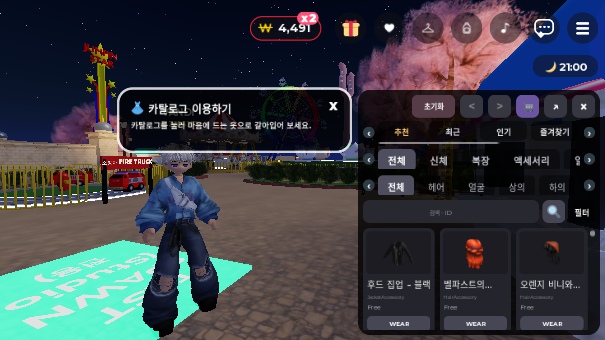 x2
₩ 4,491
🌙 21:00
카탈로그 이용하기
X
카탈로그를 눌러 마음에 드는 옷으로 갈아입어 보세요.
초기화
추천 최근 인기 즐겨찾기
전체 신체 복장 액세서리
전체 헤어 얼굴 상의 하의
검색 · ID
필터
후드 집업 - 블랙
벨파스트의...
오렌지 비니와...
Free
Free
Free
WEAR
WEAR
WEAR
FIRE TRUCK